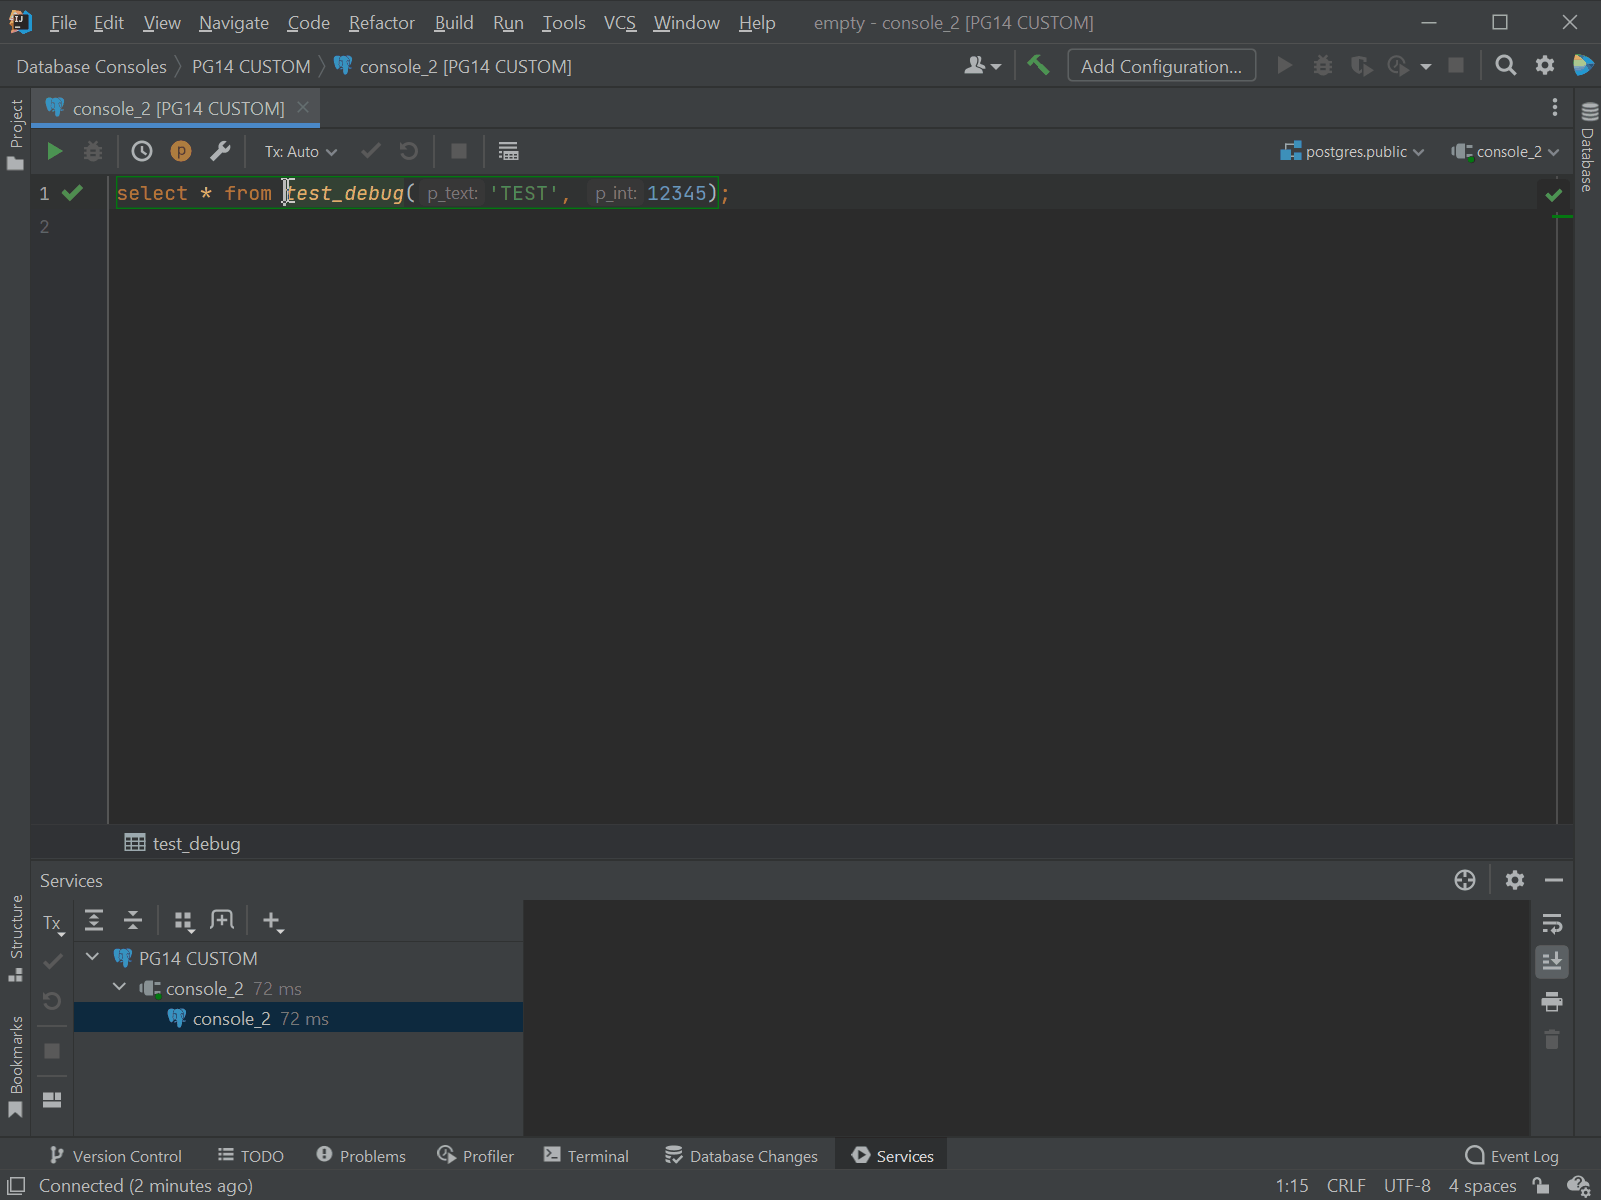 File Edit View Navigate Code Refactor Build Run Tools VCS Window Help empty - console_2 [PG14 CUSTOM]
Database Consoles PG14 CUSTOM console_2 [PG14 CUSTOM] Add Configuration...
Project
console_2 [PG14 CUSTOM]
Database
Tx: Auto postgres.public console_2
1 select * from test_debug( p_text: 'TEST', p_int: 12345);
2
test_debug
Services
Structure
Tx
PG14 CUSTOM
console_2 72 ms
console_2 72 ms
Bookmarks
Version Control TODO Problems Profiler Terminal Database Changes Services Event Log
Connected (2 minutes ago) 1:15 CRLF UTF-8 4 spaces